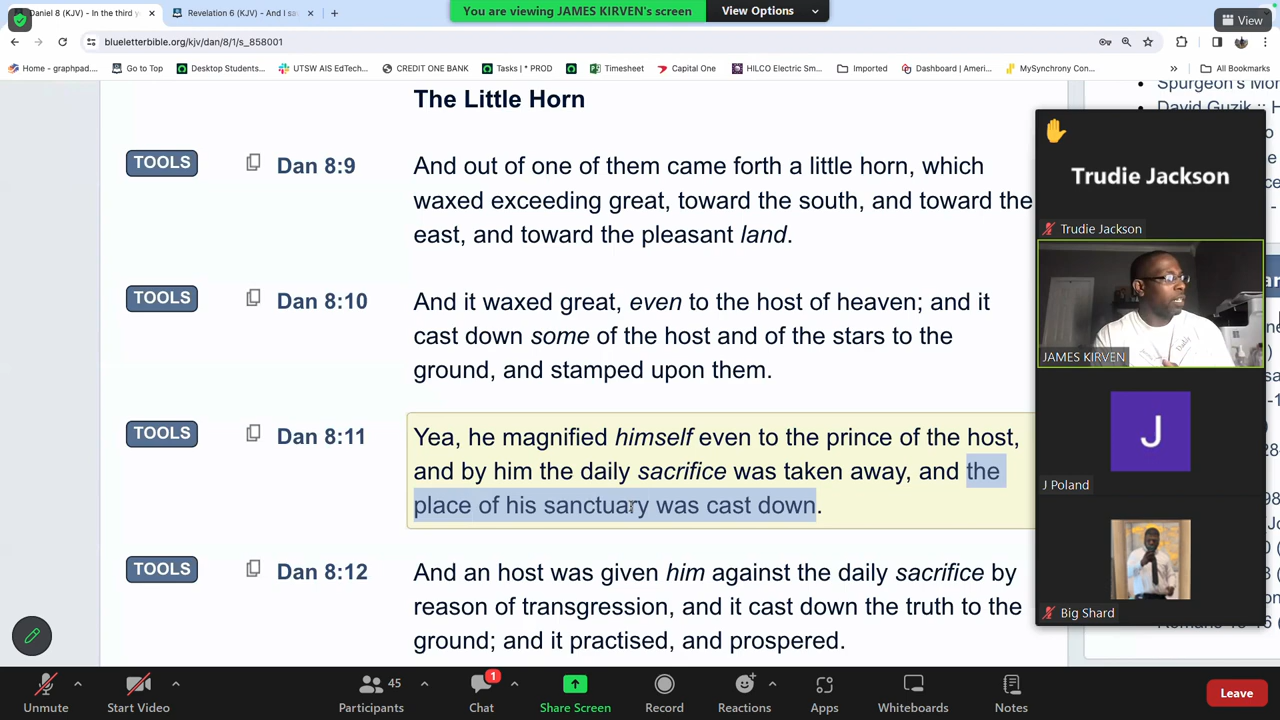 Daniel 8 (KJV) - In the third y
Revelation 6 (KJV) - And I sa
You are viewing JAMES KIRVEN's screen
View Options
View
blueletterbible.org/kjv/dan/8/1/s_858001
Home - graphpad....
Go to Top
Desktop Students...
UTSW AIS EdTech...
CREDIT ONE BANK
Tasks | * PROD
Timesheet
Capital One
HILCO Electric Sm...
Imported
Dashboard | Ameri...
MySynchrony Con...
»
All Bookmarks
The Little Horn
TOOLS
Dan 8:9
And out of one of them came forth a little horn, which
waxed exceeding great, toward the south, and toward the
east, and toward the pleasant land.
TOOLS
Dan 8:10
And it waxed great, even to the host of heaven; and it
cast down some of the host and of the stars to the
ground, and stamped upon them.
TOOLS
Dan 8:11
Yea, he magnified himself even to the prince of the host,
and by him the daily sacrifice was taken away, and the
place of his sanctuary was cast down.
TOOLS
Dan 8:12
And an host was given him against the daily sacrifice by
reason of transgression, and it cast down the truth to the
ground; and it practised, and prospered.
Spurgeon's Mor
David Guzik :: H
Trudie Jackson
Trudie Jackson
JAMES KIRVEN
J
J Poland
Big Shard
Unmute
Start Video
45
Participants
1
Chat
Share Screen
Record
Reactions
Apps
Whiteboards
Notes
Leave